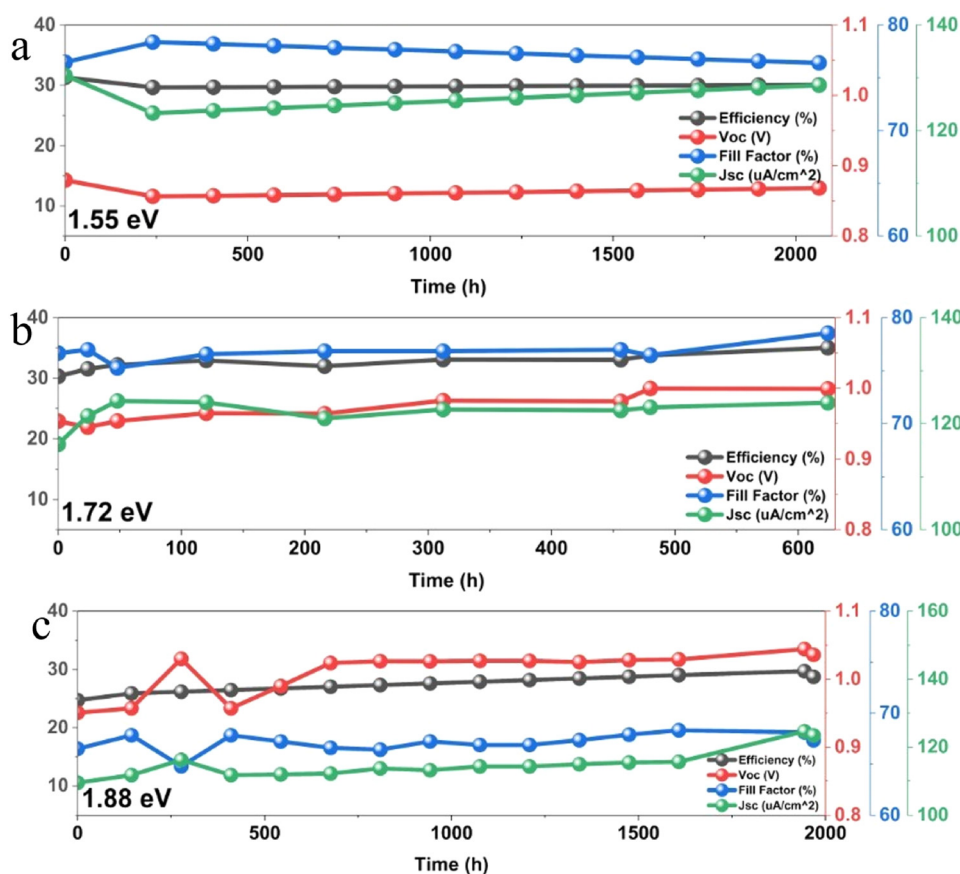 a
40
30
20
10
1.1
1.0
0.9
0.8
80
70
60
140
120
100
Efficiency (%)
Voc (V)
Fill Factor (%)
Jsc (uA/cm^2)
1.55 eV
0 500 1000 1500 2000
Time (h)
b
40
30
20
10
1.1
1.0
0.9
0.8
80
70
60
140
120
100
Efficiency (%)
Voc (V)
Fill Factor (%)
Jsc (uA/cm^2)
1.72 eV
0 100 200 300 400 500 600
Time (h)
c
40
30
20
10
1.1
1.0
0.9
0.8
80
70
60
160
140
120
100
Efficiency (%)
Voc (V)
Fill Factor (%)
Jsc (uA/cm^2)
1.88 eV
0 500 1000 1500 2000
Time (h)